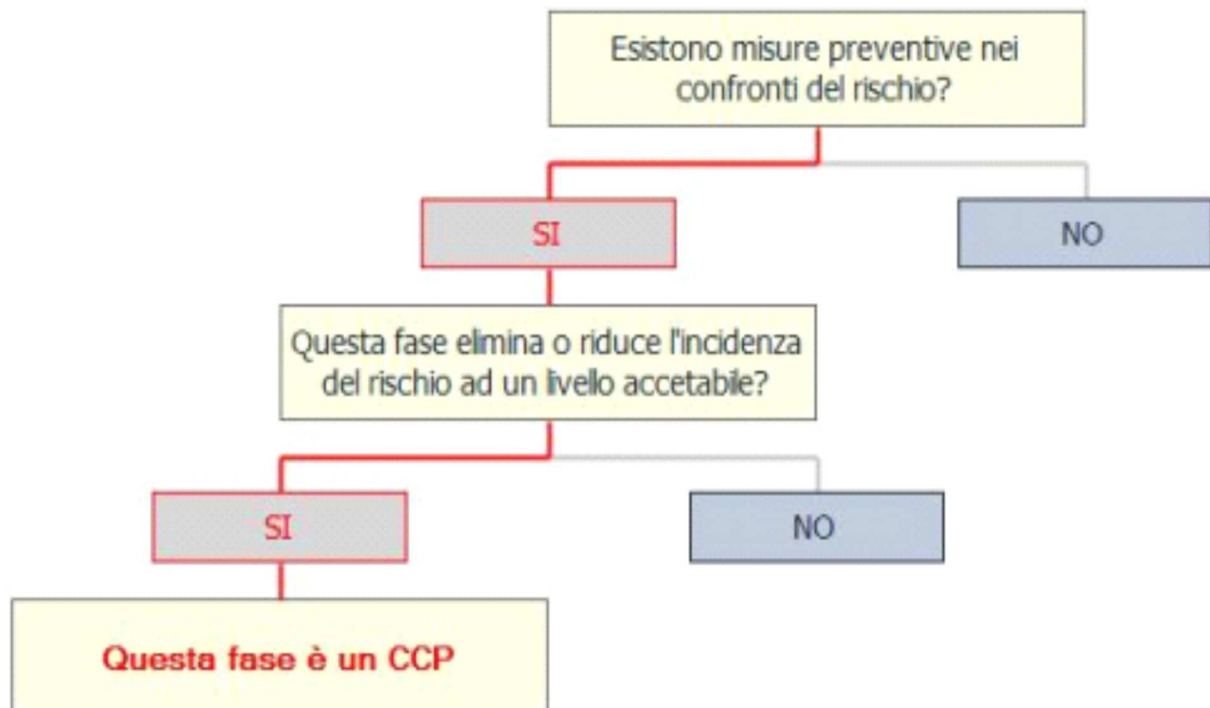 Esistono misure preventive nei
confronti del rischio?
SI
NO
Questa fase elimina o riduce l'incidenza
del rischio ad un livello accetabile?
SI
NO
Questa fase è un CCP